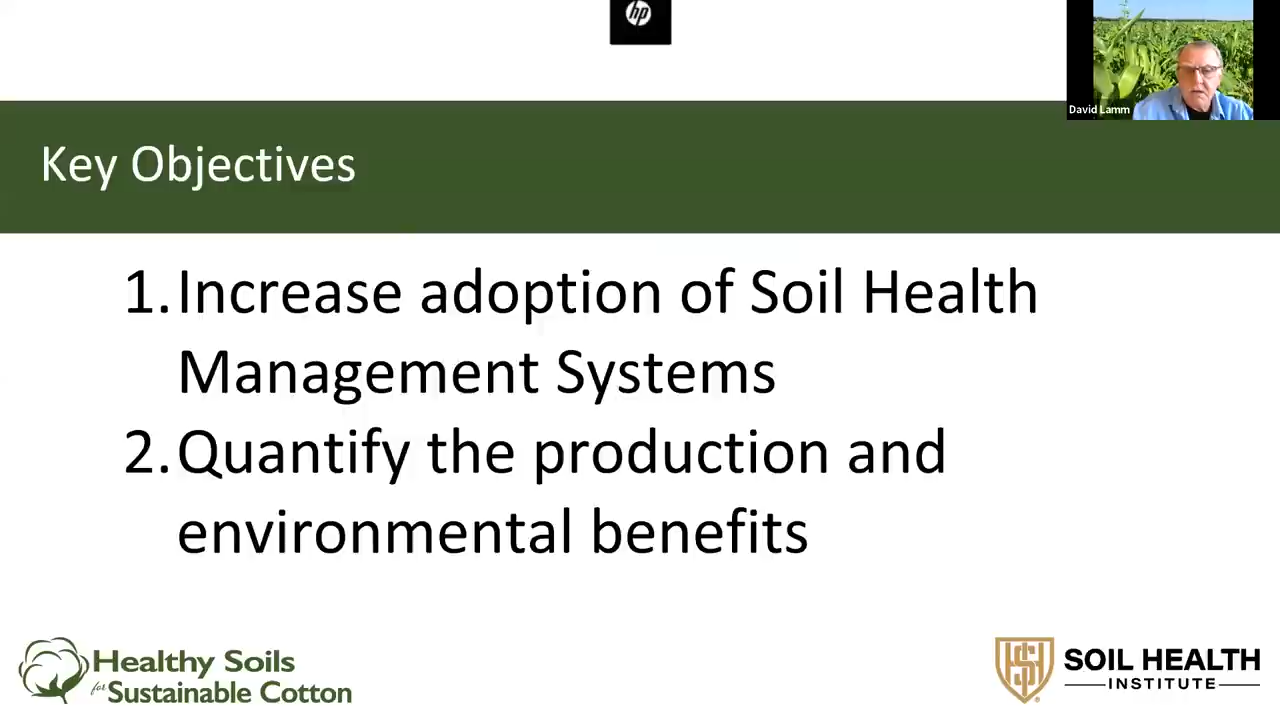 hp
David Lamm
Key Objectives
1. Increase adoption of Soil Health
Management Systems
2. Quantify the production and
environmental benefits
Healthy Soils
for Sustainable Cotton
SOIL HEALTH
INSTITUTE